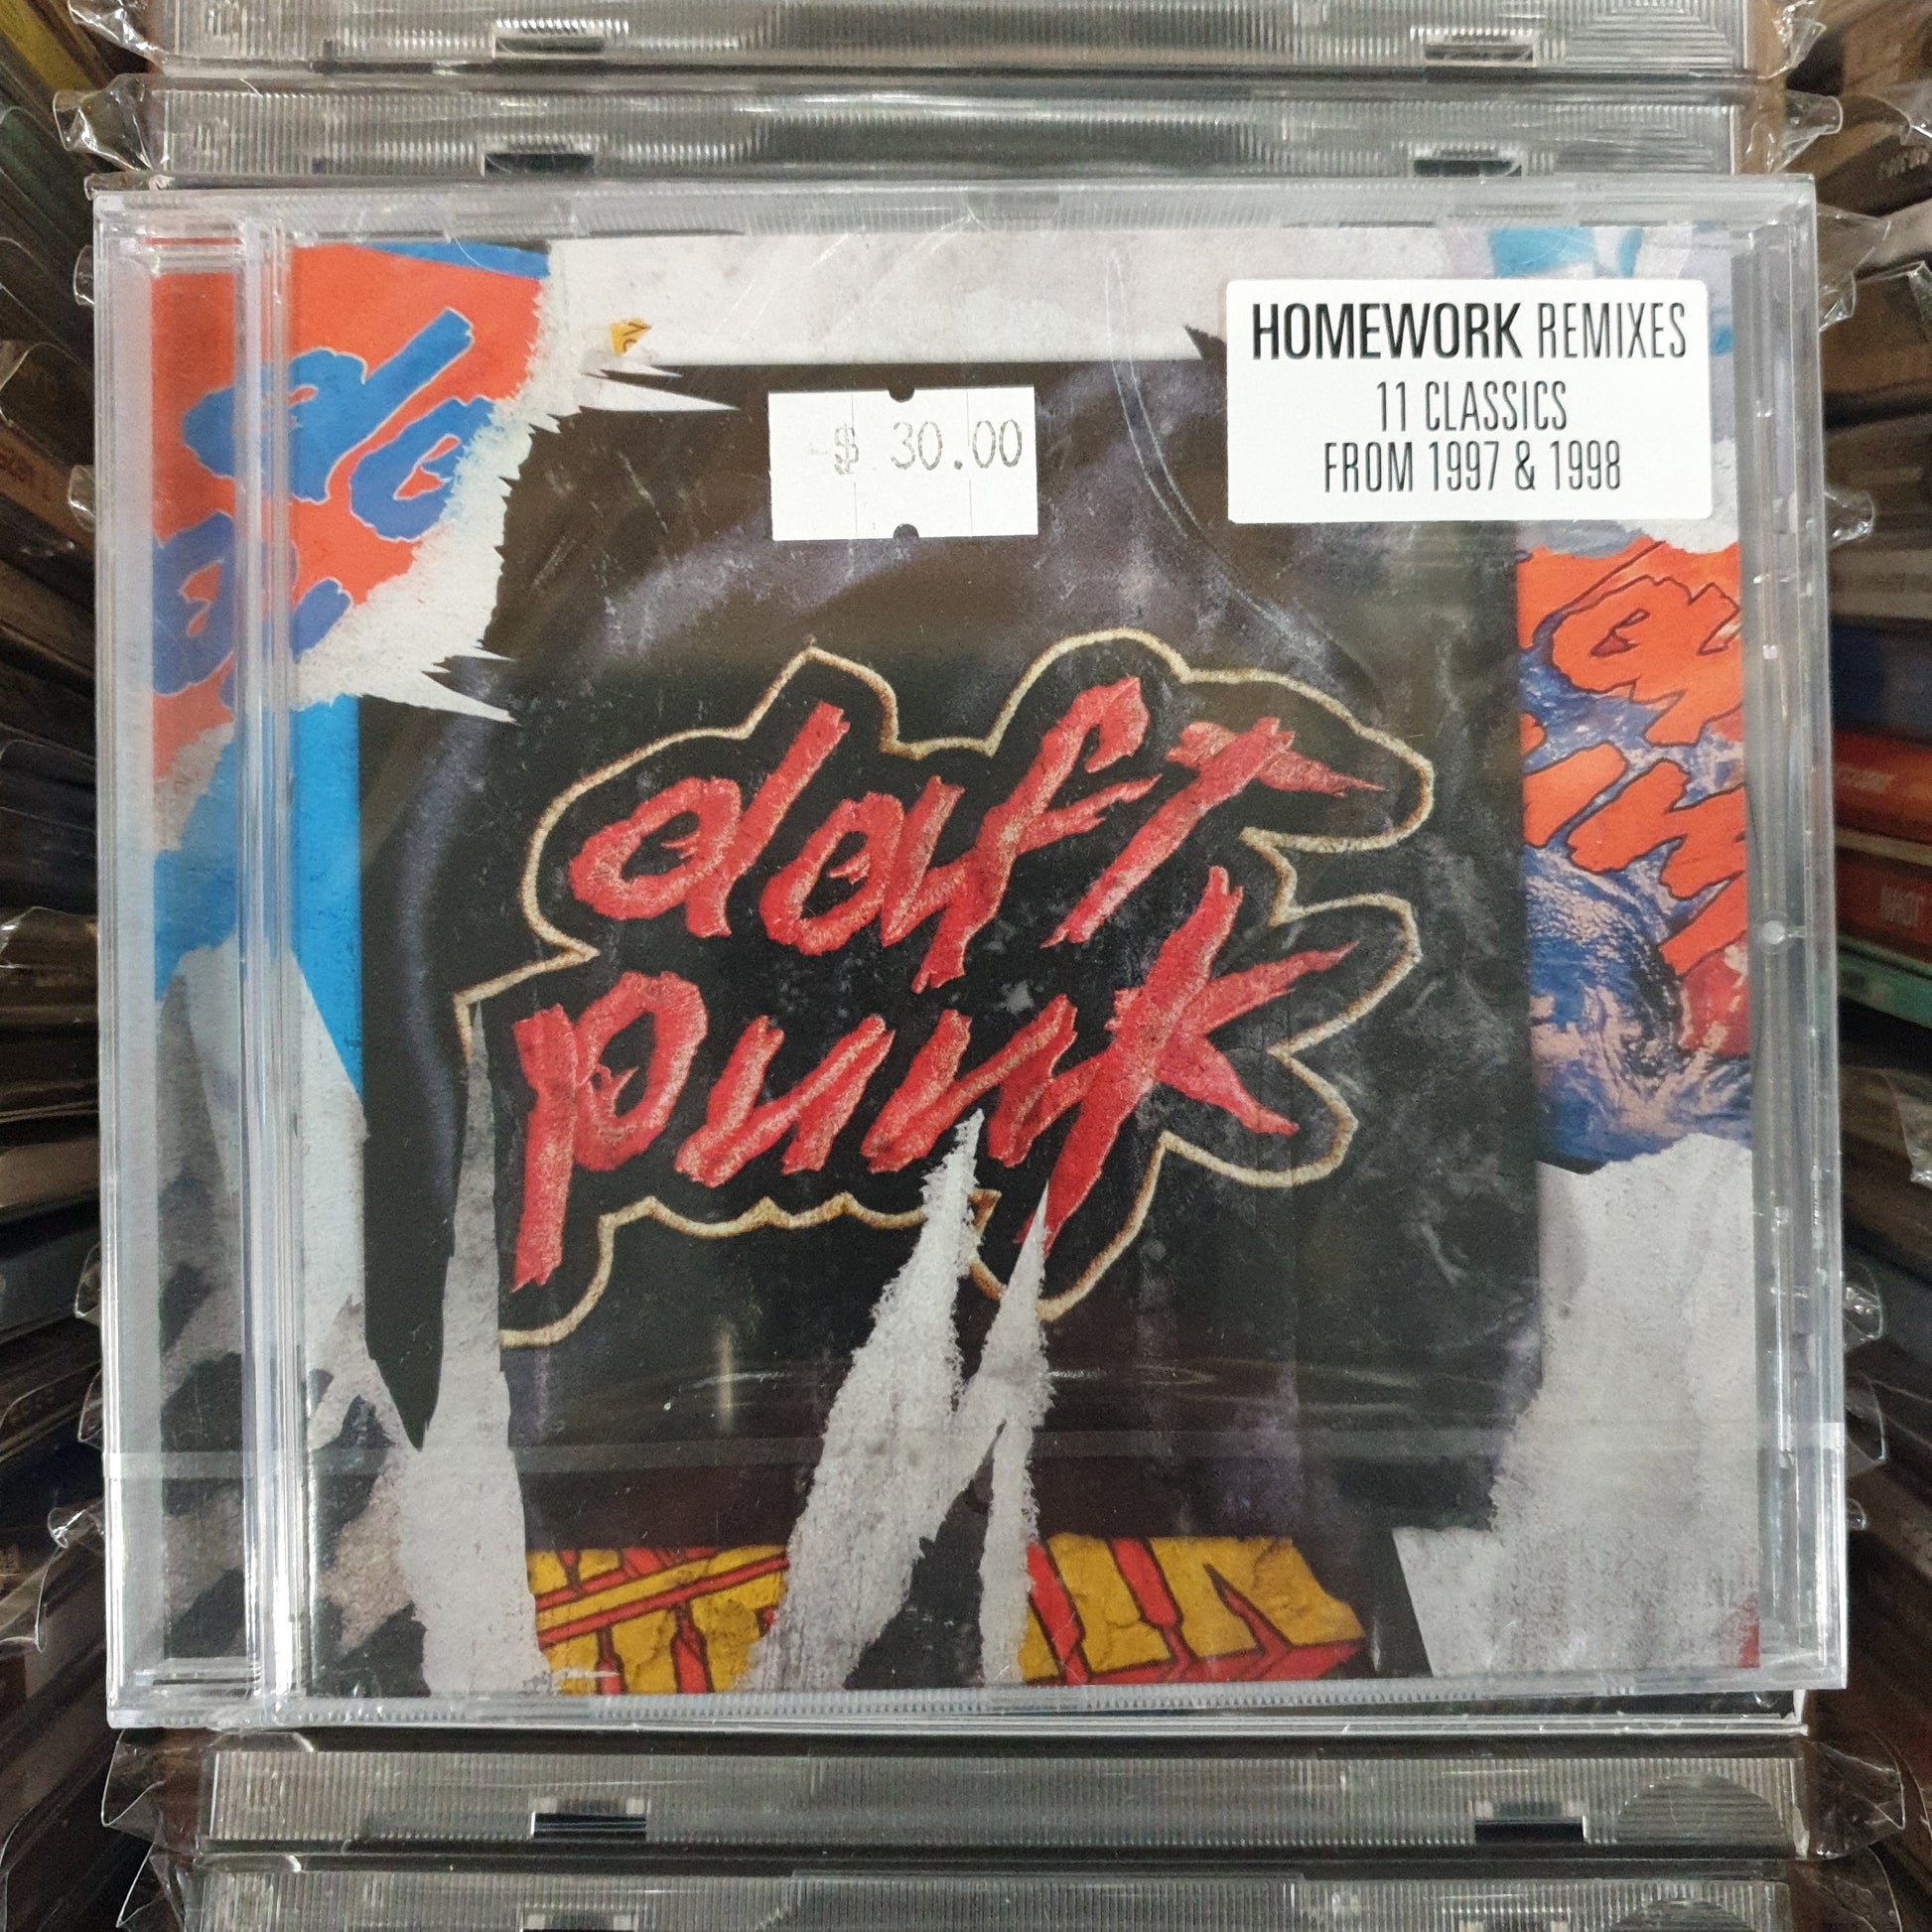 HOMEWORK REMIXES
11 CLASSICS
FROM 1997 & 1998
$ 30.00
daft
punk